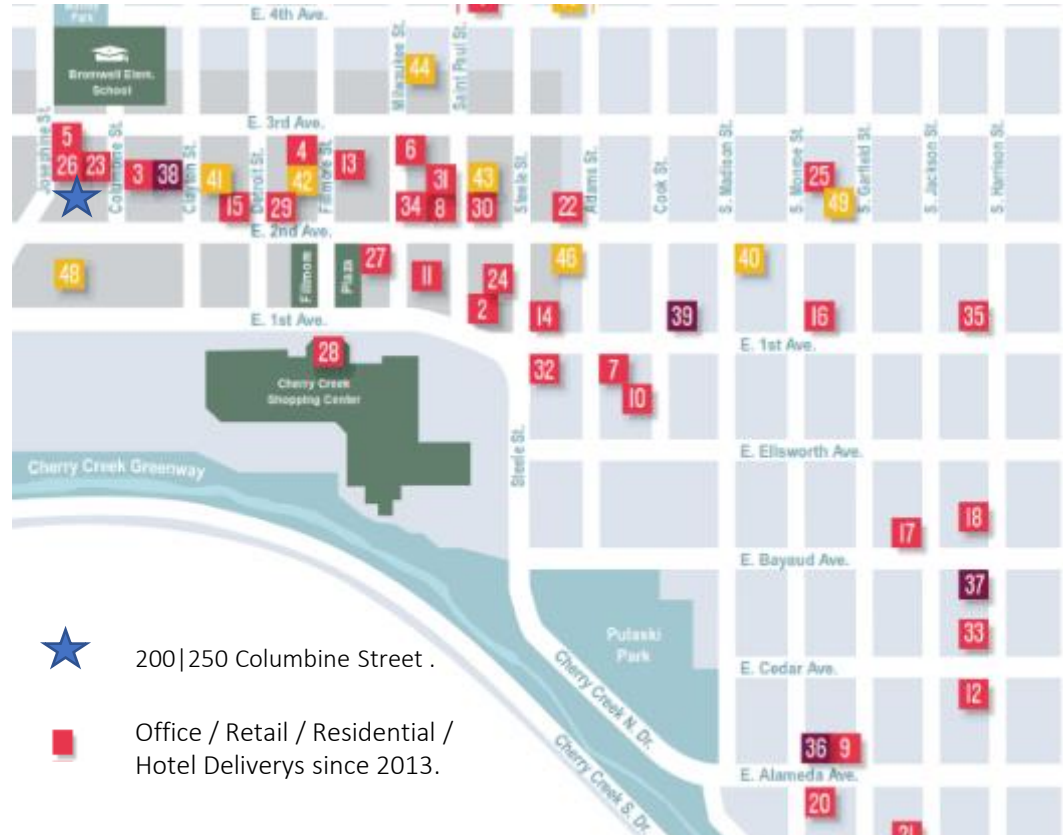 E. 4th Ave.
Park
44
Milwaukee St.
Saint Paul St.
Bromwell Elem.
School
E. 3rd Ave.
Josephine St.
5
26
23
Columbine St.
3
38
Clayton St.
41
15
Detroit St.
4
42
29
Fillmore St.
13
6
31
34
8
43
30
Steele St.
22
Adams St.
Cook St.
S. Madison St.
S. Monroe St.
25
49
S. Garfield St.
S. Jackson St.
S. Harrison St.
E. 2nd Ave.
48
Fillmore
Plaza
27
11
24
2
46
14
40
39
16
35
E. 1st Ave.
E. 1st Ave.
28
Cherry Creek
Shopping Center
32
7
10
E. Ellsworth Ave.
Steele St.
Cherry Creek Greenway
17
18
E. Bayaud Ave.
37
33
Pulaski
Park
E. Cedar Ave.
12
Cherry Creek N. Dr.
Cherry Creek S. Dr.
36
9
E. Alameda Ave.
20
21
200|250 Columbine Street .
Office / Retail / Residential /
Hotel Deliverys since 2013.